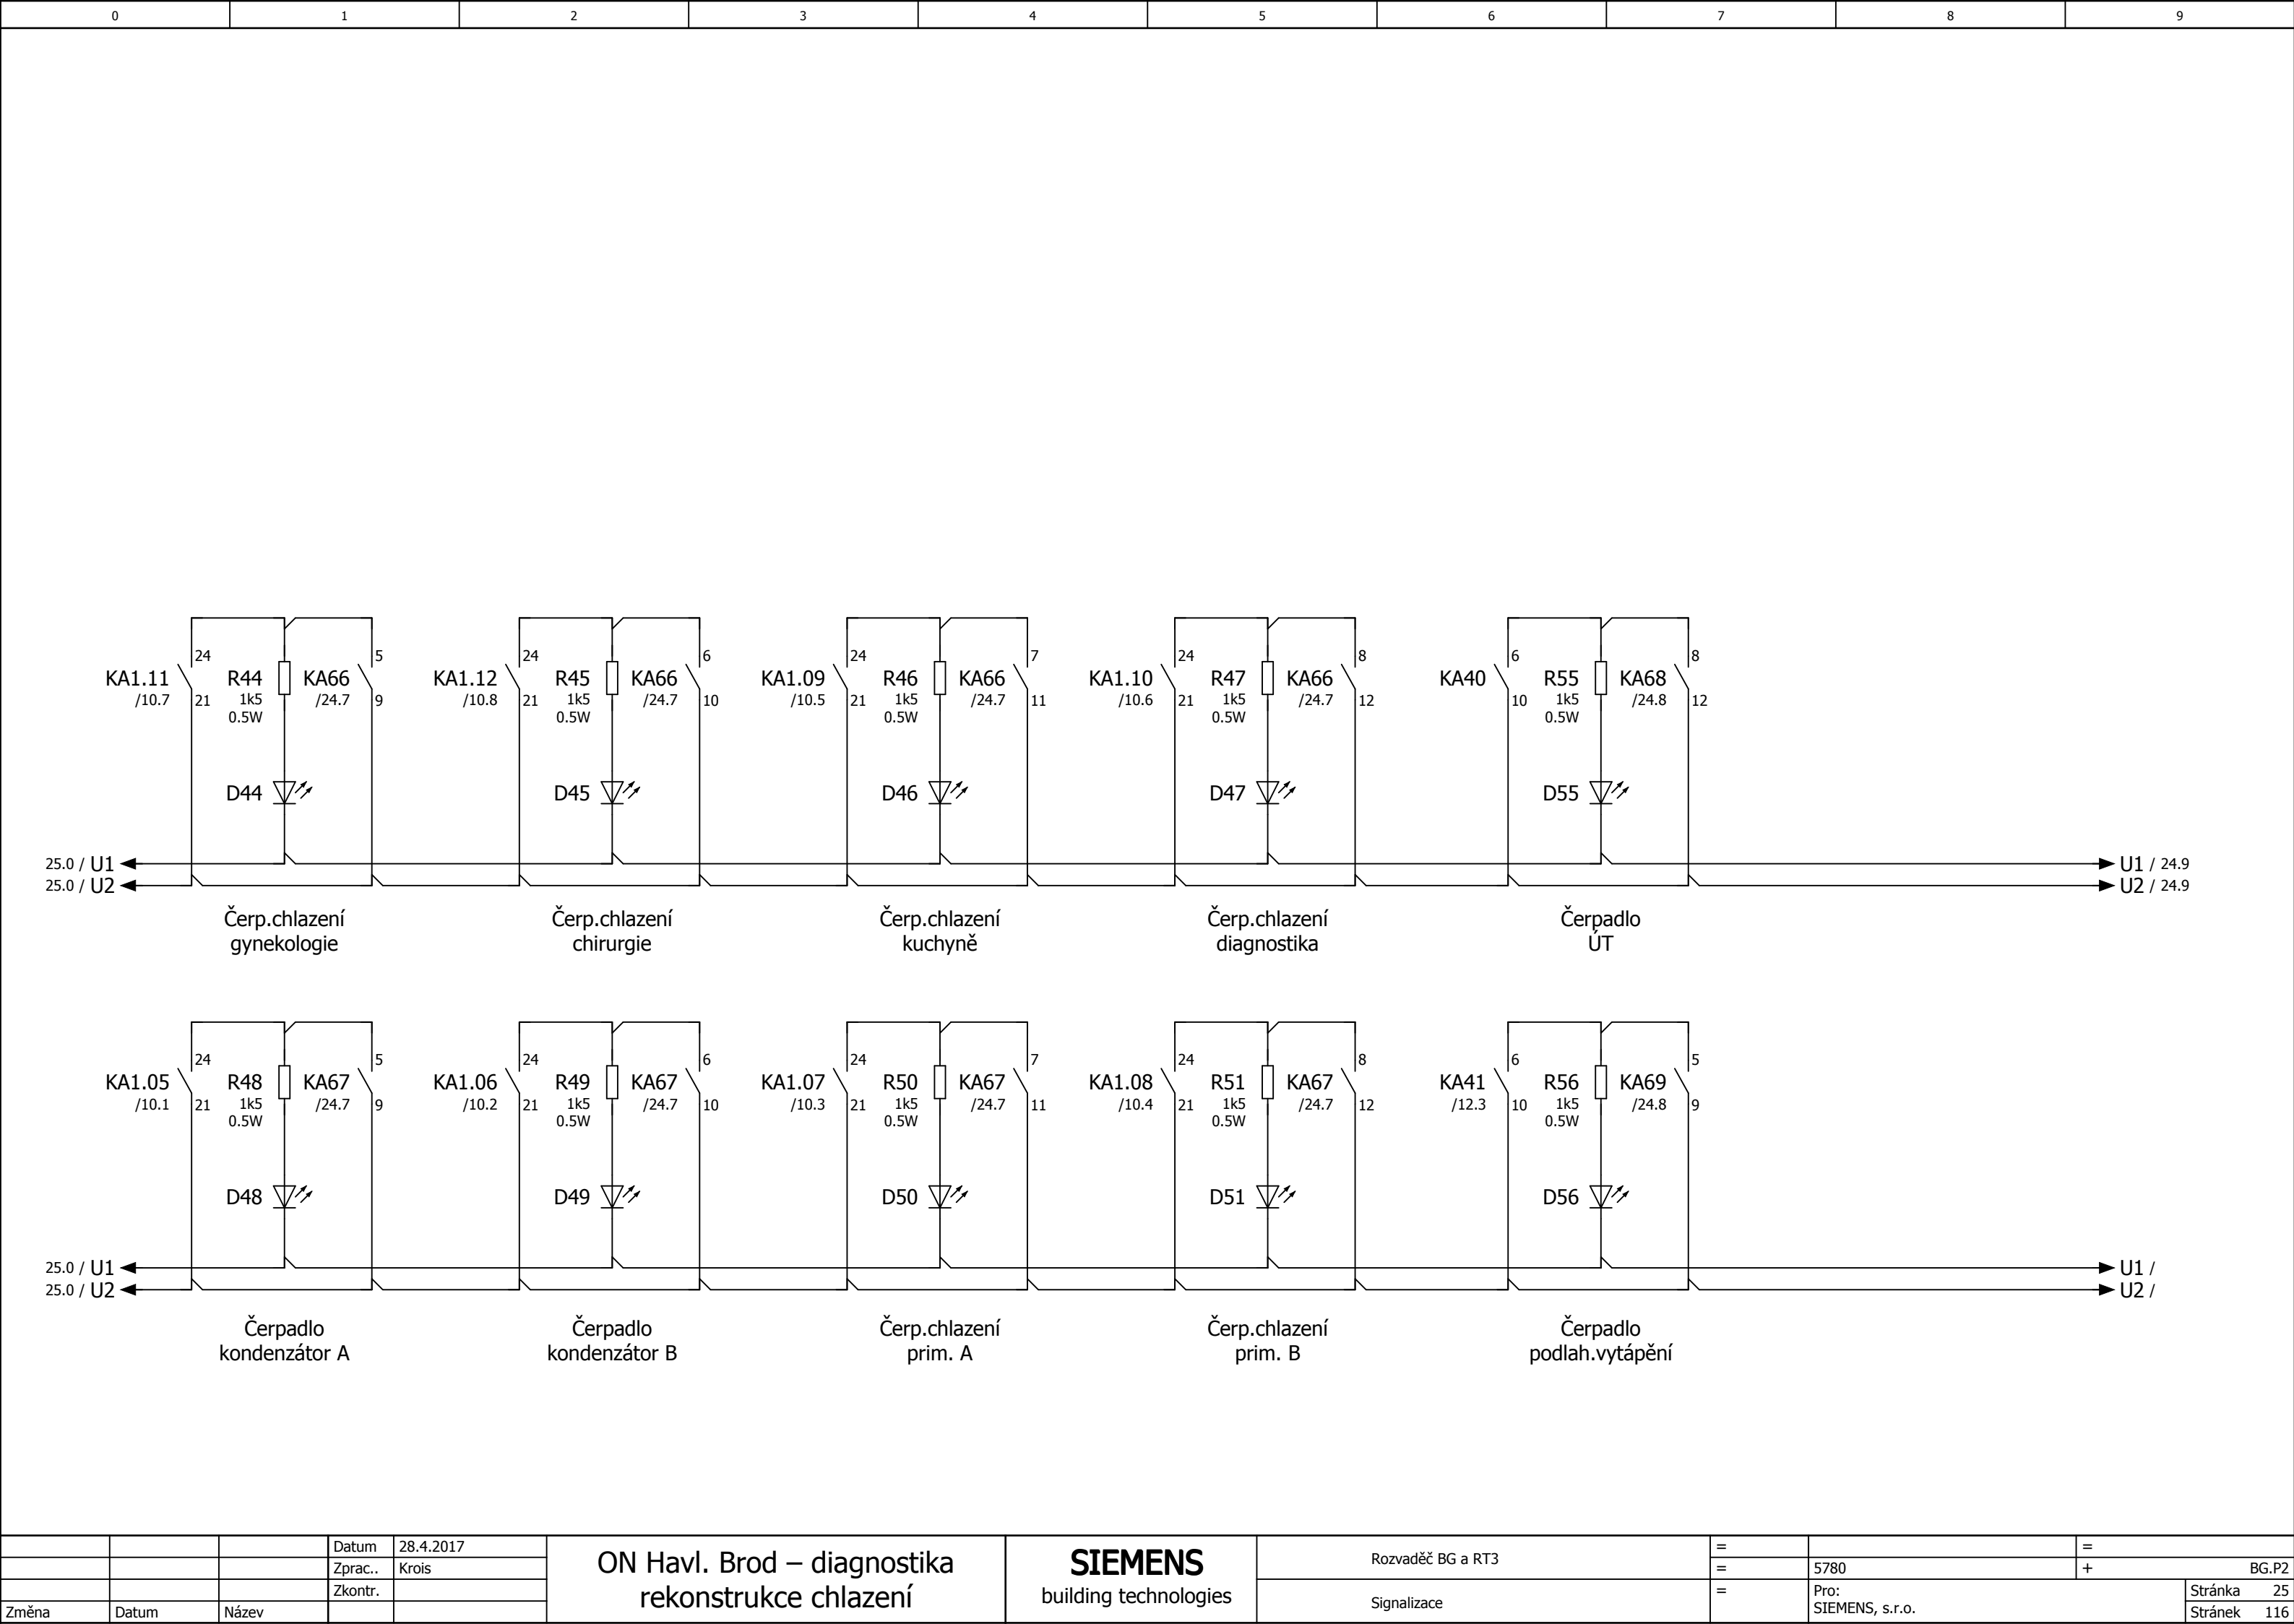 0 1 2 3 4 5 6 7 8 9
24 5 24 6 24 7 24 8 6 8
KA1.11 R44 KA66 KA1.12 R45 KA66 KA1.09 R46 KA66 KA1.10 R47 KA66 KA40 R55 KA68
/10.7 21 1k5 /24.7 9 /10.8 21 1k5 /24.7 10 /10.5 21 1k5 /24.7 11 /10.6 21 1k5 /24.7 12 10 1k5 /24.8 12
0.5W 0.5W 0.5W 0.5W 0.5W
D44 D45 D46 D47 D55
25.0 / U1 U1 / 24.9
25.0 / U2 U2 / 24.9
Čerp.chlazení Čerp.chlazení Čerp.chlazení Čerp.chlazení Čerpadlo
gynekologie chirurgie kuchyně diagnostika ÚT
24 5 24 6 24 7 24 8 6 5
KA1.05 R48 KA67 KA1.06 R49 KA67 KA1.07 R50 KA67 KA1.08 R51 KA67 KA41 R56 KA69
/10.1 21 1k5 /24.7 9 /10.2 21 1k5 /24.7 10 /10.3 21 1k5 /24.7 11 /10.4 21 1k5 /24.7 12 /12.3 10 1k5 /24.8 9
0.5W 0.5W 0.5W 0.5W 0.5W
D48 D49 D50 D51 D56
25.0 / U1 U1 /
25.0 / U2 U2 /
Čerpadlo Čerpadlo Čerp.chlazení Čerp.chlazení Čerpadlo
kondenzátor A kondenzátor B prim. A prim. B podlah.vytápění
Datum 28.4.2017
Zprac.. Krois
Zkontr.
Změna Datum Název
ON Havl. Brod – diagnostika
rekonstrukce chlazení
SIEMENS
building technologies
Rozvaděč BG a RT3
Signalizace
= =
= 5780 + BG.P2
= Pro:
SIEMENS, s.r.o.
Stránka 25
Stránek 116